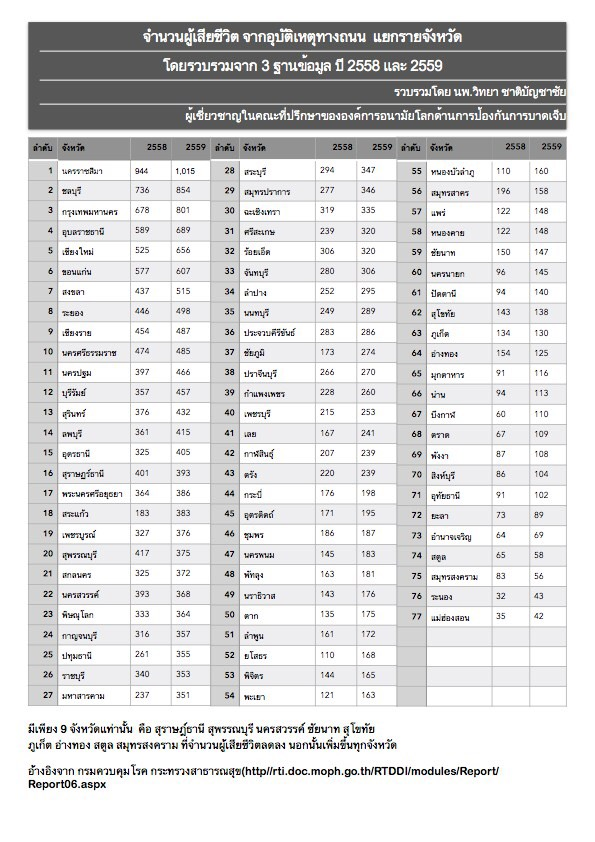 จำนวนผู้เสียชีวิต จากอุบัติเหตุทางถนน แยกรายจังหวัด
โดยรวบรวมจาก 3 ฐานข้อมูล ปี 2558 และ 2559
รวบรวมโดย นพ.วิทยา ชาติบัญชาชัย
ผู้เชี่ยวชาญในคณะที่ปรึกษาขององค์การอนามัยโลกด้านการป้องกันการบาดเจ็บ
ลำดับ จังหวัด 2558 2559 ลำดับ จังหวัด 2558 2559 ลำดับ จังหวัด 2558 2559
1 นครราชสีมา 944 1,015 28 สระบุรี 294 347 55 หนองบัวลำภู 110 160
2 ชลบุรี 736 854 29 สมุทรปราการ 277 346 56 สมุทรสาคร 196 158
3 กรุงเทพมหานคร 678 801 30 ฉะเชิงเทรา 319 335 57 แพร่ 122 148
4 อุบลราชธานี 589 689 31 ศรีสะเกษ 239 320 58 หนองคาย 122 148
5 เชียงใหม่ 525 656 32 ร้อยเอ็ด 306 320 59 ชัยนาท 150 147
6 ขอนแก่น 577 607 33 จันทบุรี 280 306 60 นครนายก 96 145
7 สงขลา 437 515 34 ลำปาง 252 295 61 ปัตตานี 94 140
8 ระยอง 446 498 35 นนทบุรี 249 289 62 สุโขทัย 143 138
9 เชียงราย 454 487 36 ประจวบคีรีขันธ์ 283 286 63 ภูเก็ต 134 130
10 นครศรีธรรมราช 474 485 37 ชัยภูมิ 173 274 64 อ่างทอง 154 125
11 นครปฐม 397 466 38 ปราจีนบุรี 266 270 65 มุกดาหาร 91 116
12 บุรีรัมย์ 357 457 39 กำแพงเพชร 228 260 66 น่าน 94 113
13 สุรินทร์ 376 432 40 เพชรบุรี 215 253 67 บึงกาฬ 60 110
14 ลพบุรี 361 415 41 เลย 167 241 68 ตราด 67 109
15 อุดรธานี 325 405 42 กาฬสินธุ์ 207 239 69 พังงา 87 108
16 สุราษฎร์ธานี 401 393 43 ตรัง 220 239 70 สิงห์บุรี 86 104
17 พระนครศรีอยุธยา 364 386 44 กระบี่ 176 198 71 อุทัยธานี 91 102
18 สระแก้ว 183 383 45 อุตรดิตถ์ 171 195 72 ยะลา 73 89
19 เพชรบูรณ์ 327 376 46 ชุมพร 186 187 73 อำนาจเจริญ 64 69
20 สุพรรณบุรี 417 375 47 นครพนม 145 183 74 สตูล 65 58
21 สกลนคร 325 372 48 พัทลุง 163 181 75 สมุทรสงคราม 83 56
22 นครสวรรค์ 393 368 49 นราธิวาส 143 176 76 ระนอง 32 43
23 พิษณุโลก 333 364 50 ตาก 135 175 77 แม่ฮ่องสอน 35 42
24 กาญจนบุรี 316 357 51 ลำพูน 161 172
25 ปทุมธานี 261 355 52 ยโสธร 110 168
26 ราชบุรี 340 353 53 พิจิตร 144 165
27 มหาสารคาม 237 351 54 พะเยา 121 163
มีเพียง 9 จังหวัดเท่านั้น คือ สุราษฎ์ธานี สุพรรณบุรี นครสวรรค์ ชัยนาท สุโขทัย
ภูเก็ต อ่างทอง สตูล สมุทรสงคราม ที่จำนวนผู้เสียชีวิตลดลง นอกนั้นเพิ่มขึ้นทุกจังหวัด
อ้างอิงจาก กรมควบคุมโรค กระทรวงสาธารณสุข(http//rti.doc.moph.go.th/RTDDI/modules/Report/
Report06.aspx